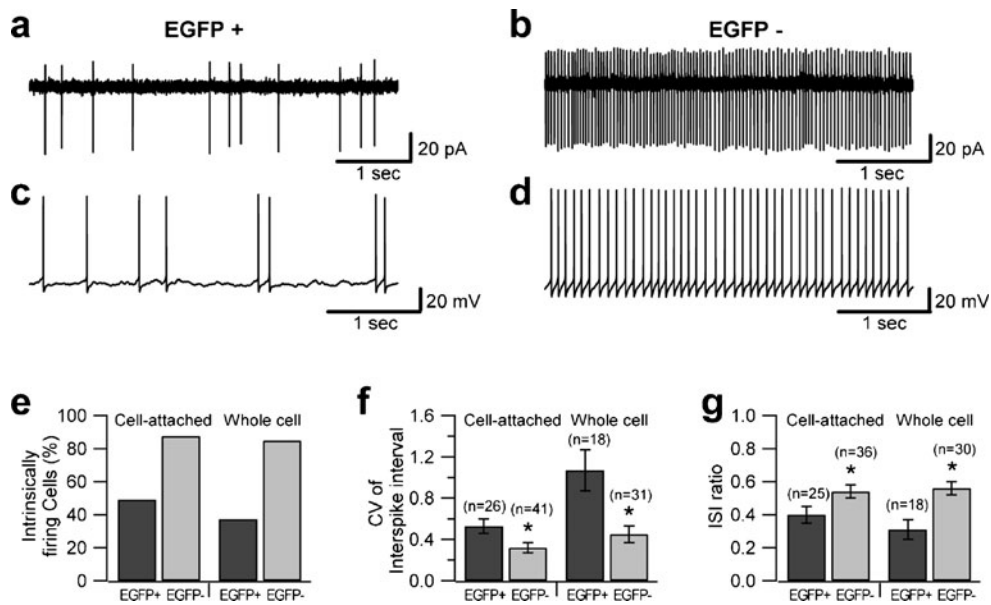 a
EGFP +
b
EGFP -
20 pA
1 sec
20 pA
1 sec
c
d
20 mV
1 sec
20 mV
1 sec
e
Cell-attached Whole cell
Intrinsically
firing Cells (%)
100
80
60
40
20
0
EGFP+ EGFP- EGFP+ EGFP-
f
Cell-attached Whole cell
CV of
Interspike interval
1.6
1.2
0.8
0.4
0.0
(n=26)
(n=41)
*
(n=18)
(n=31)
*
EGFP+ EGFP- EGFP+ EGFP-
g
Cell-attached Whole cell
ISI ratio
1.0
0.8
0.6
0.4
0.2
0.0
(n=25)
(n=36)
*
(n=18)
(n=30)
*
EGFP+ EGFP- EGFP+ EGFP-